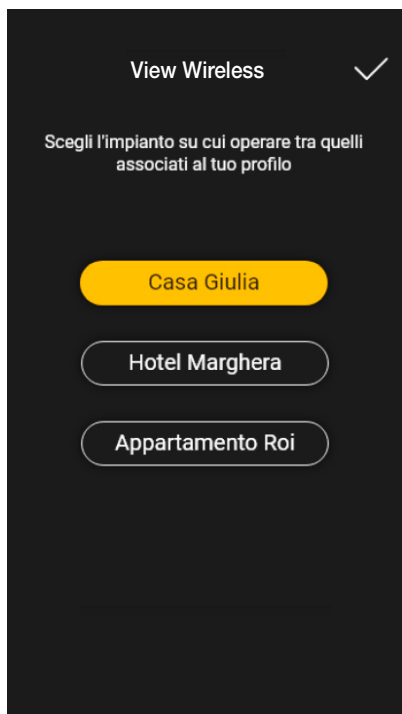 View Wireless
Scegli l'impianto su cui operare tra quelli
associati al tuo profilo
Casa Giulia
Hotel Marghera
Appartamento Roi